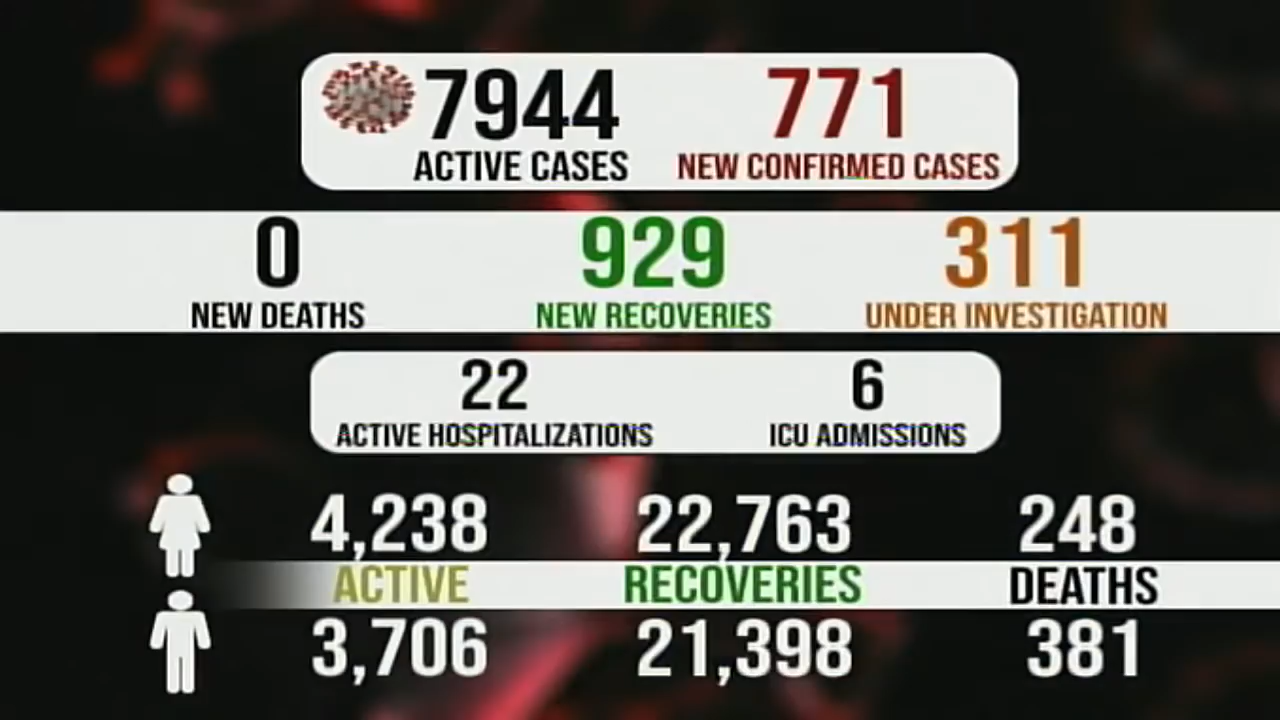 7944 771
ACTIVE CASES NEW CONFIRMED CASES
0 929 311
NEW DEATHS NEW RECOVERIES UNDER INVESTIGATION
22 6
ACTIVE HOSPITALIZATIONS ICU ADMISSIONS
4,238 22,763 248
ACTIVE RECOVERIES DEATHS
3,706 21,398 381